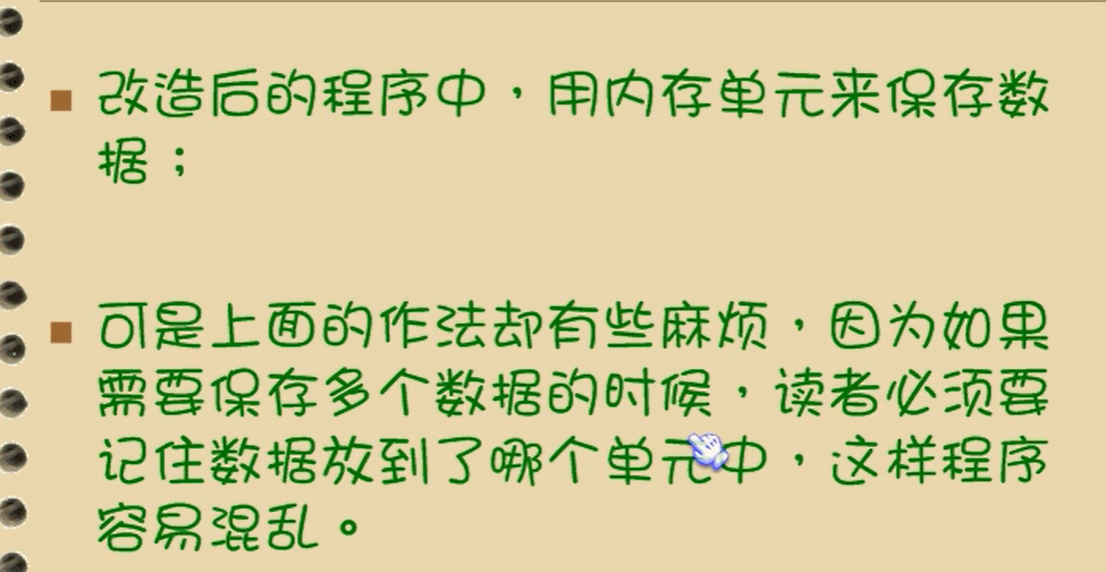 改造后的程序中，用内存单元来保存数
据；
可是上面的作法却有些麻烦，因为如果
需要保存多个数据的时候，读者必须要
记住数据放到了哪个单元中，这样程序
容易混乱。